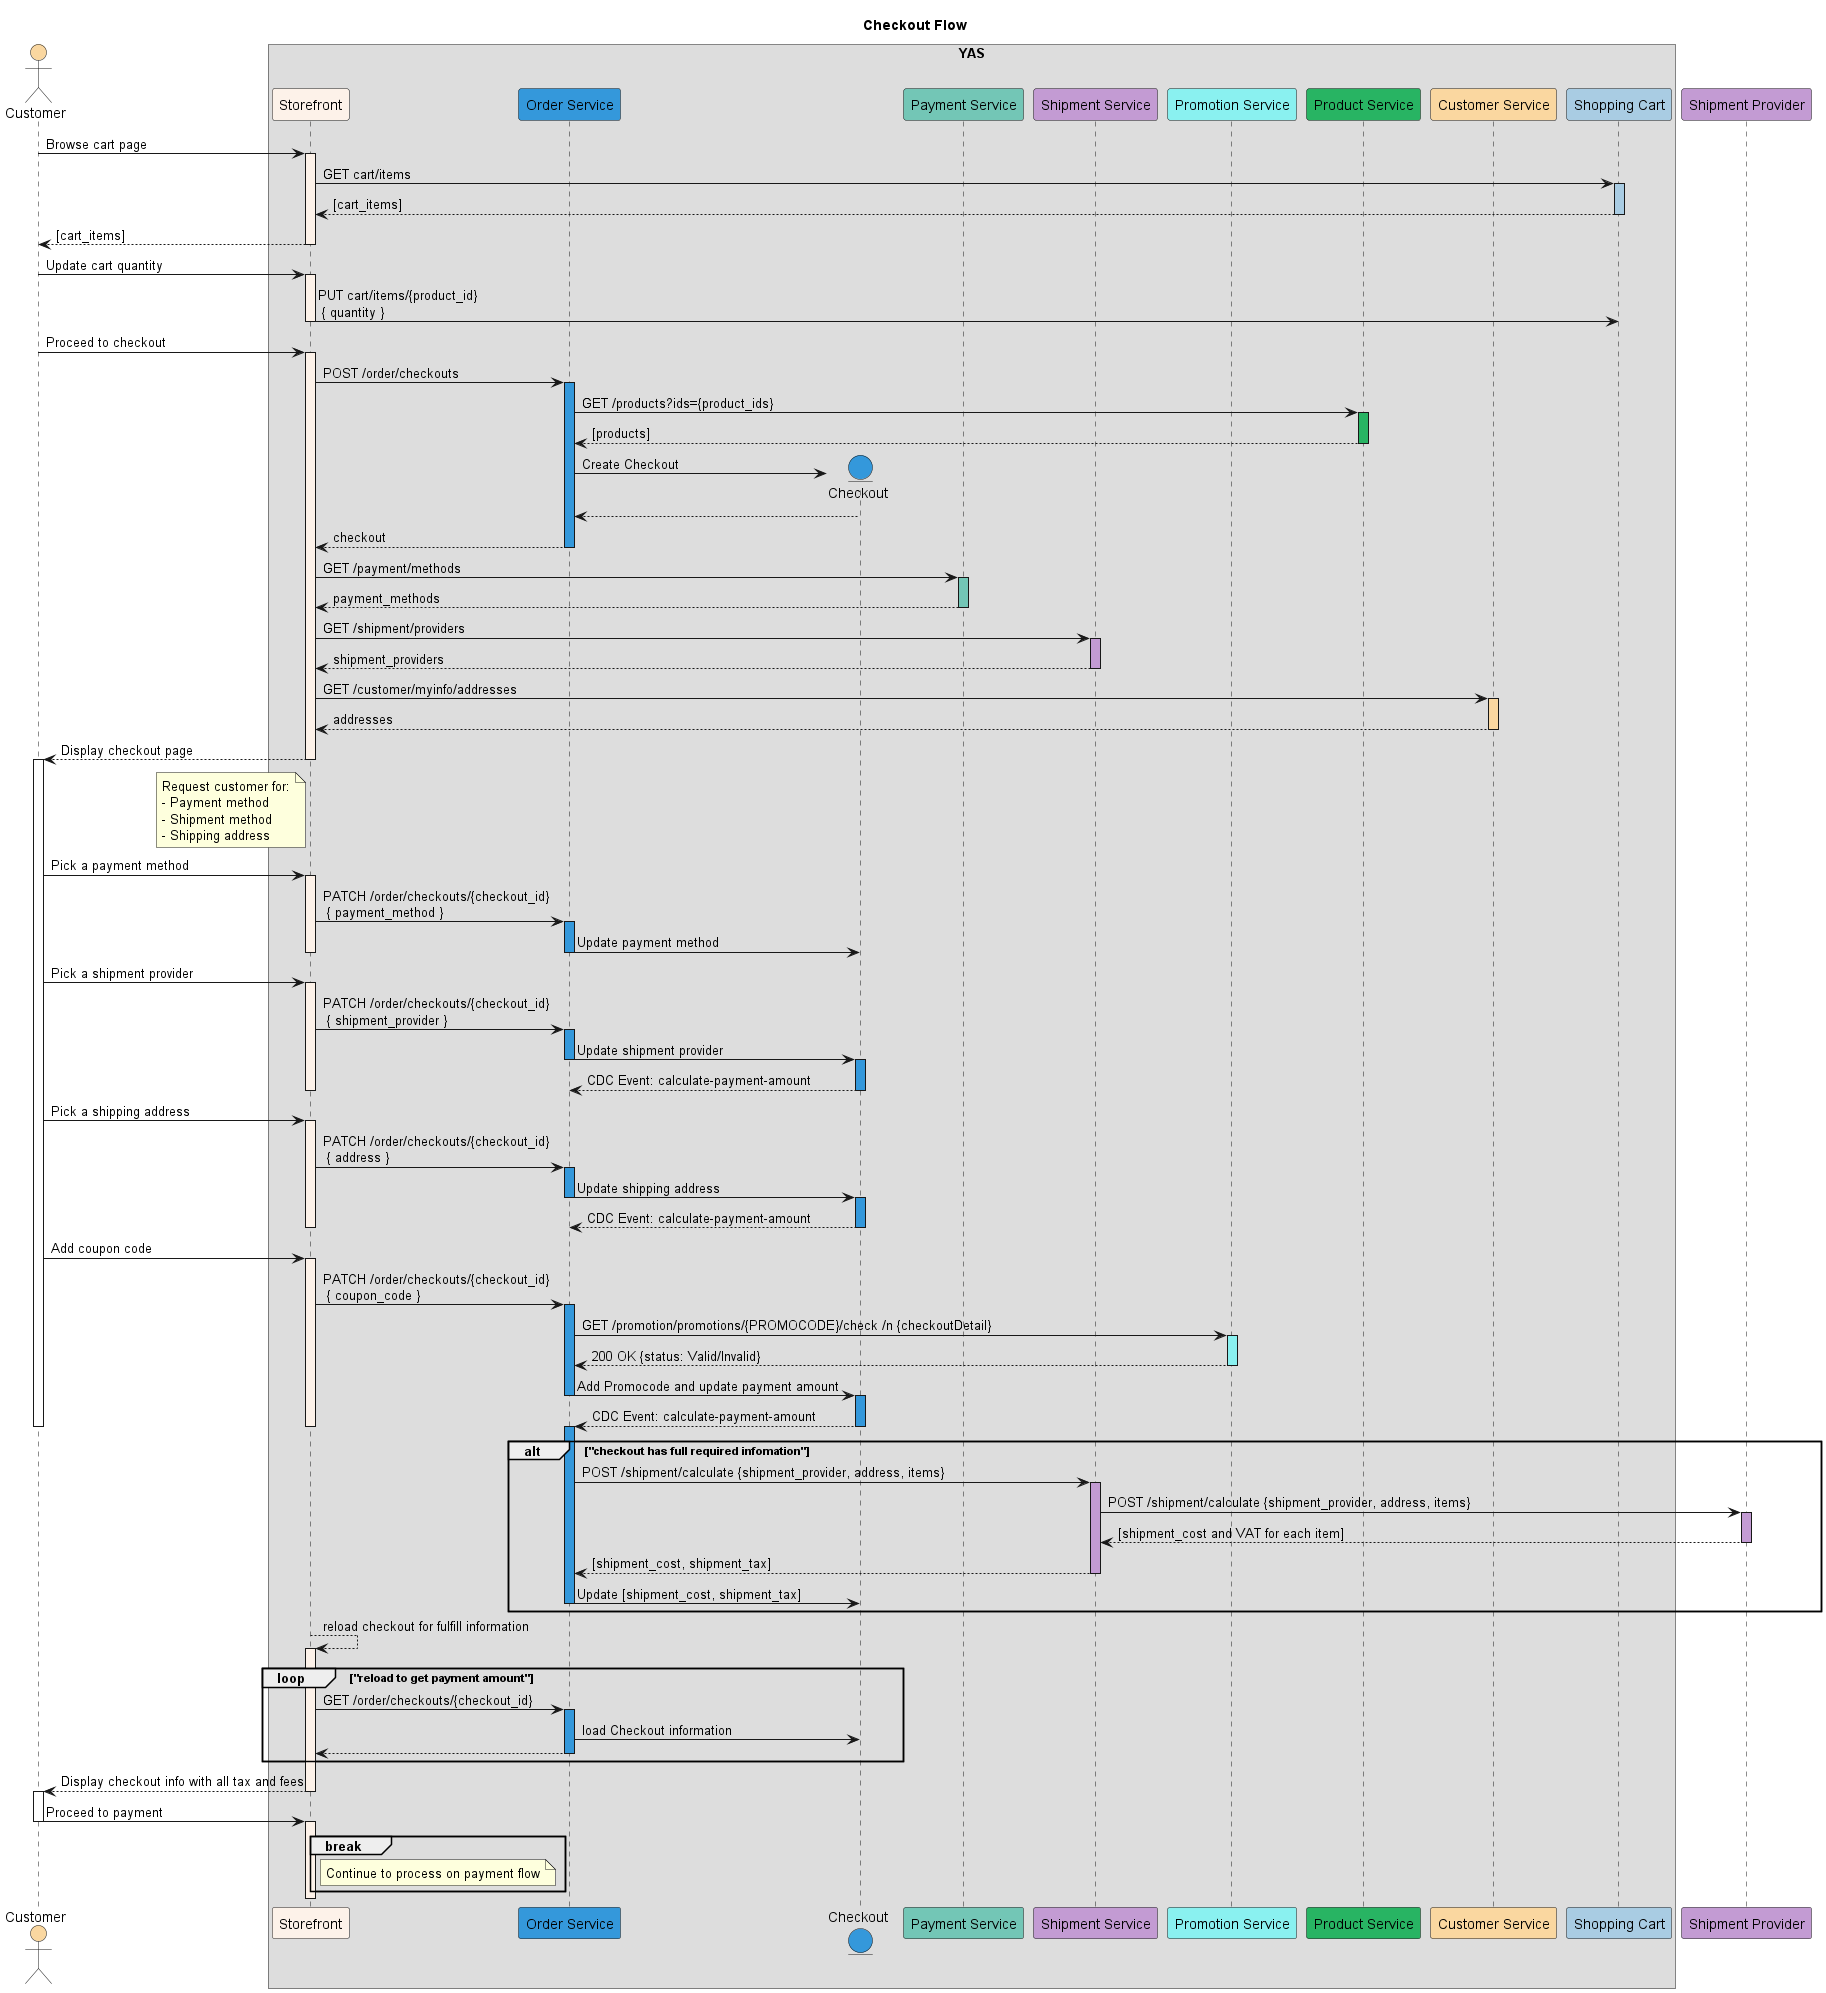 Checkout Flow
YAS
Customer
Storefront
Order Service
Payment Service
Shipment Service
Promotion Service
Product Service
Customer Service
Shopping Cart
Shipment Provider
Browse cart page
GET cart/items
[cart_items]
[cart_items]
Update cart quantity
PUT cart/items/{product_id}
{ quantity }
Proceed to checkout
POST /order/checkouts
GET /products?ids={product_ids}
[products]
Create Checkout
Checkout
checkout
GET /payment/methods
payment_methods
GET /shipment/providers
shipment_providers
GET /customer/myinfo/addresses
addresses
Display checkout page
Request customer for:
- Payment method
- Shipment method
- Shipping address
Pick a payment method
PATCH /order/checkouts/{checkout_id}
{ payment_method }
Update payment method
Pick a shipment provider
PATCH /order/checkouts/{checkout_id}
{ shipment_provider }
Update shipment provider
CDC Event: calculate-payment-amount
Pick a shipping address
PATCH /order/checkouts/{checkout_id}
{ address }
Update shipping address
CDC Event: calculate-payment-amount
Add coupon code
PATCH /order/checkouts/{checkout_id}
{ coupon_code }
GET /promotion/promotions/{PROMOCODE}/check /n {checkoutDetail}
200 OK {status: Valid/Invalid}
Add Promocode and update payment amount
CDC Event: calculate-payment-amount
alt
["checkout has full required infomation"]
POST /shipment/calculate {shipment_provider, address, items}
POST /shipment/calculate {shipment_provider, address, items}
[shipment_cost and VAT for each item]
[shipment_cost, shipment_tax]
Update [shipment_cost, shipment_tax]
reload checkout for fulfill information
loop
["reload to get payment amount"]
GET /order/checkouts/{checkout_id}
load Checkout information
Display checkout info with all tax and fees
Proceed to payment
break
Continue to process on payment flow
Customer
Storefront
Order Service
Checkout
Payment Service
Shipment Service
Promotion Service
Product Service
Customer Service
Shopping Cart
Shipment Provider